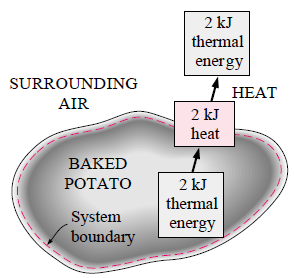 2 kJ
thermal
energy
SURROUNDING
AIR
HEAT
2 kJ
heat
BAKED
POTATO
2 kJ
thermal
energy
System
boundary